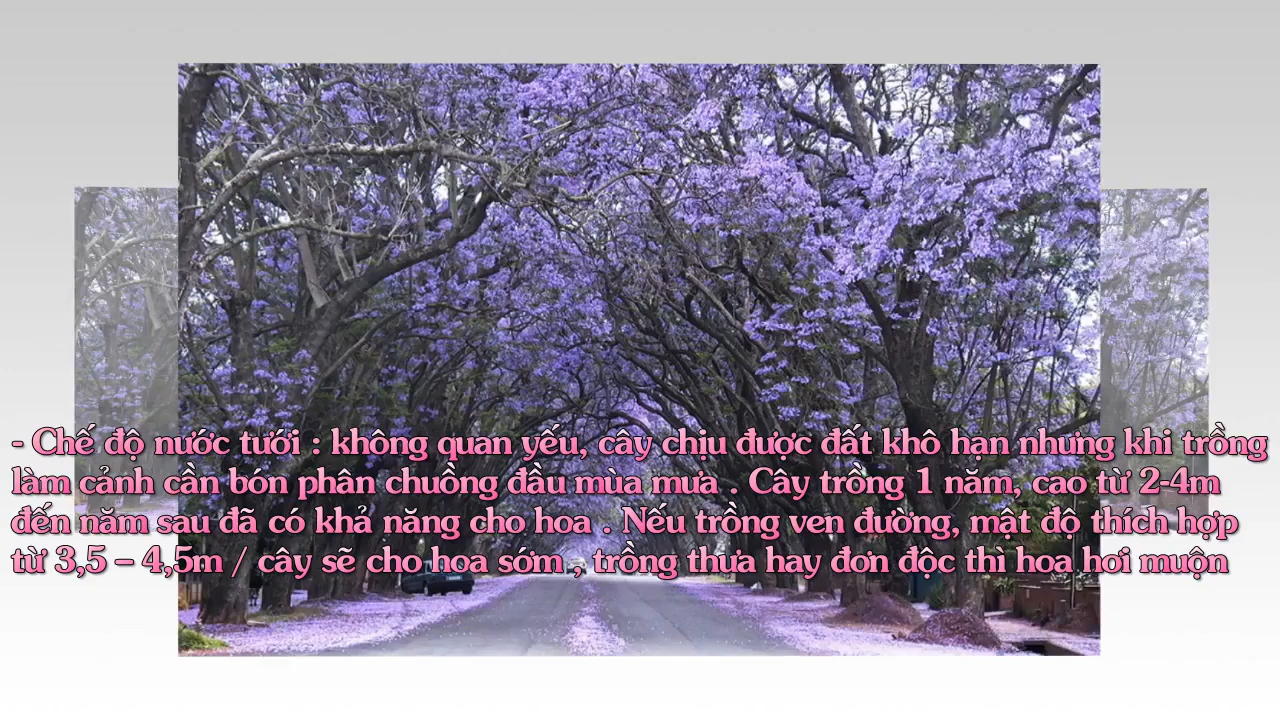 - Chế độ nước tưới : không quan yếu, cây chịu được đất khô hạn nhưng khi trồng
làm cảnh cần bón phân chuồng đầu mùa mưa . Cây trồng 1 năm, cao từ 2-4m
đến năm sau đã có khả năng cho hoa . Nếu trồng ven đường, mật độ thích hợp
từ 3,5 – 4,5m / cây sẽ cho hoa sớm , trồng thưa hay đơn độc thì hoa hơi muộn